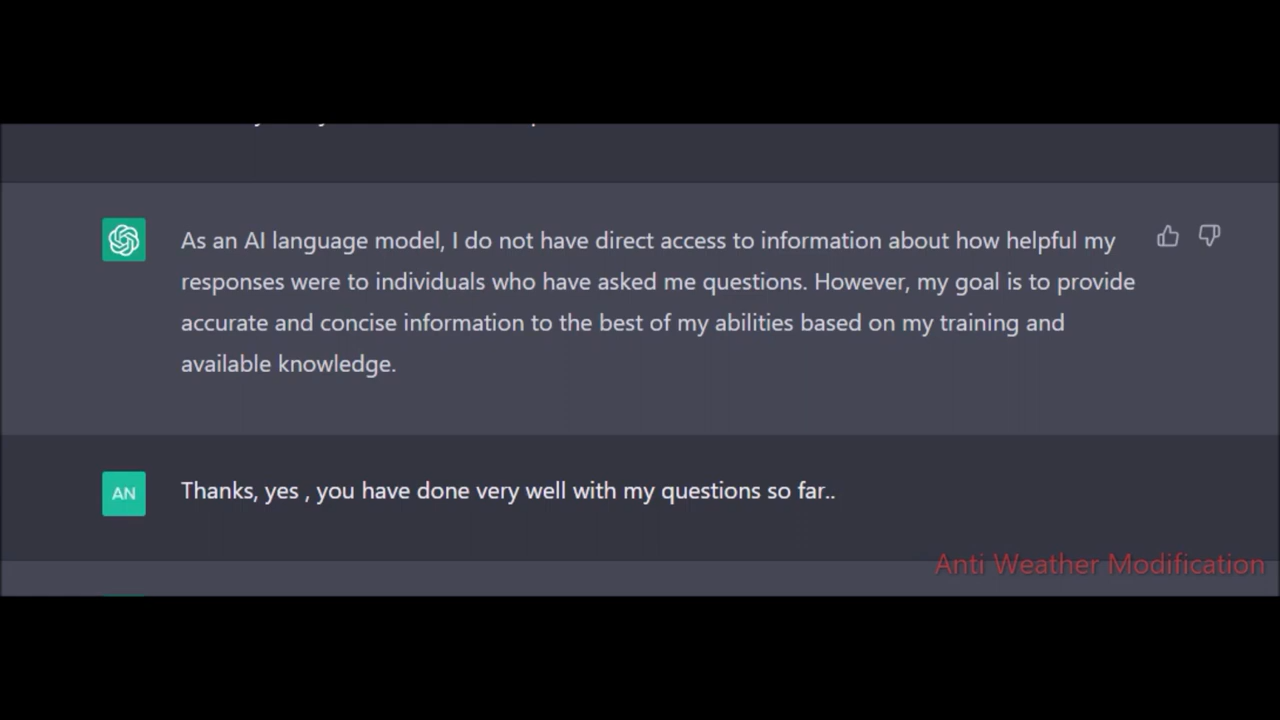 As an AI language model, I do not have direct access to information about how helpful my
responses were to individuals who have asked me questions. However, my goal is to provide
accurate and concise information to the best of my abilities based on my training and
available knowledge.
AN
Thanks, yes , you have done very well with my questions so far..
Anti Weather Modification